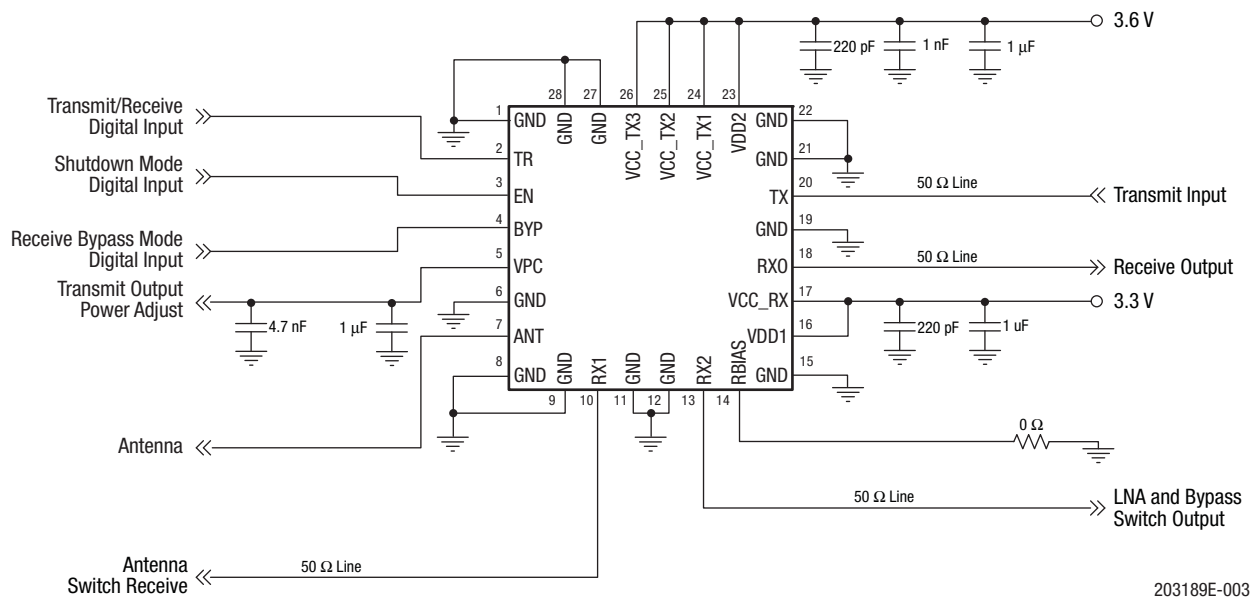 3.6 V
220 pF
1 nF
1 μF
28
27
26
25
24
23
Transmit/Receive
Digital Input
1
GND
GND
GND
VCC_TX3
VCC_TX2
VCC_TX1
VDD2
GND
22
2
TR
GND
21
Shutdown Mode
Digital Input
3
EN
TX
20
50 Ω Line
Transmit Input
Receive Bypass Mode
Digital Input
4
BYP
GND
19
5
VPC
RXO
18
50 Ω Line
Receive Output
Transmit Output
Power Adjust
4.7 nF
1 μF
6
GND
VCC_RX
17
3.3 V
220 pF
1 uF
7
ANT
VDD1
16
8
GND
GND
RX1
GND
GND
RX2
RBIAS
GND
15
9
10
11
12
13
14
0 Ω
Antenna
50 Ω Line
LNA and Bypass
Switch Output
Antenna
Switch Receive
50 Ω Line
203189E-003